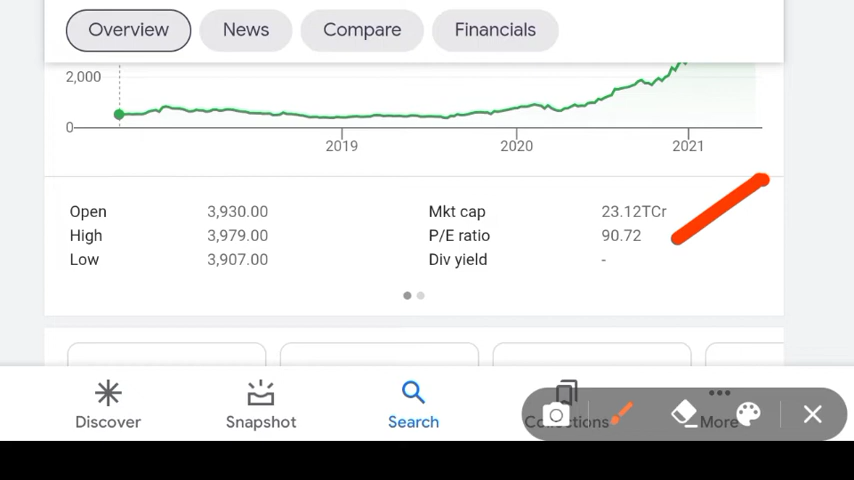 Overview News Compare Financials
2,000
0
2019 2020 2021
Open 3,930.00 Mkt cap 23.12TCr
High 3,979.00 P/E ratio 90.72
Low 3,907.00 Div yield -
Discover Snapshot Search Collections More